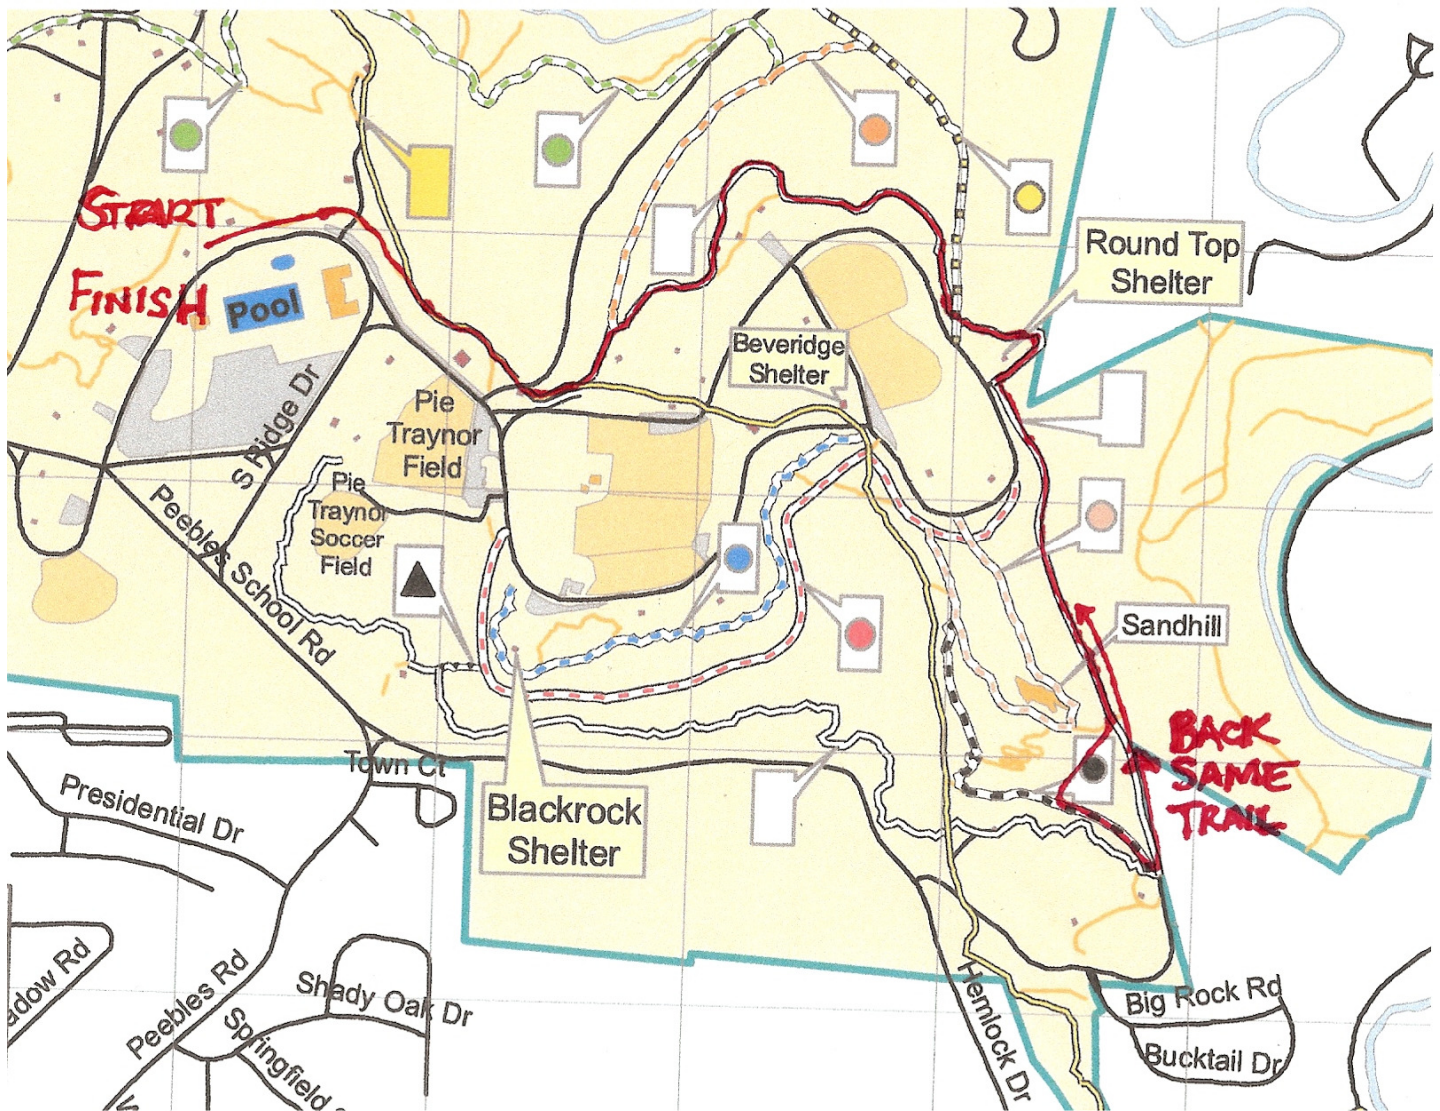 START
FINISH
Pool
S Ridge Dr
Pie
Traynor
Field
Pie
Traynor
Soccer
Field
Beveridge
Shelter
Round Top
Shelter
Peebles School Rd
Sandhill
BACK
SAME
TRAIL
Town Ct
Presidential Dr
Blackrock
Shelter
Peebles Rd
Shady Oak Dr
Springfield
Hemlock Dr
Big Rock Rd
Bucktail Dr
adow Rd